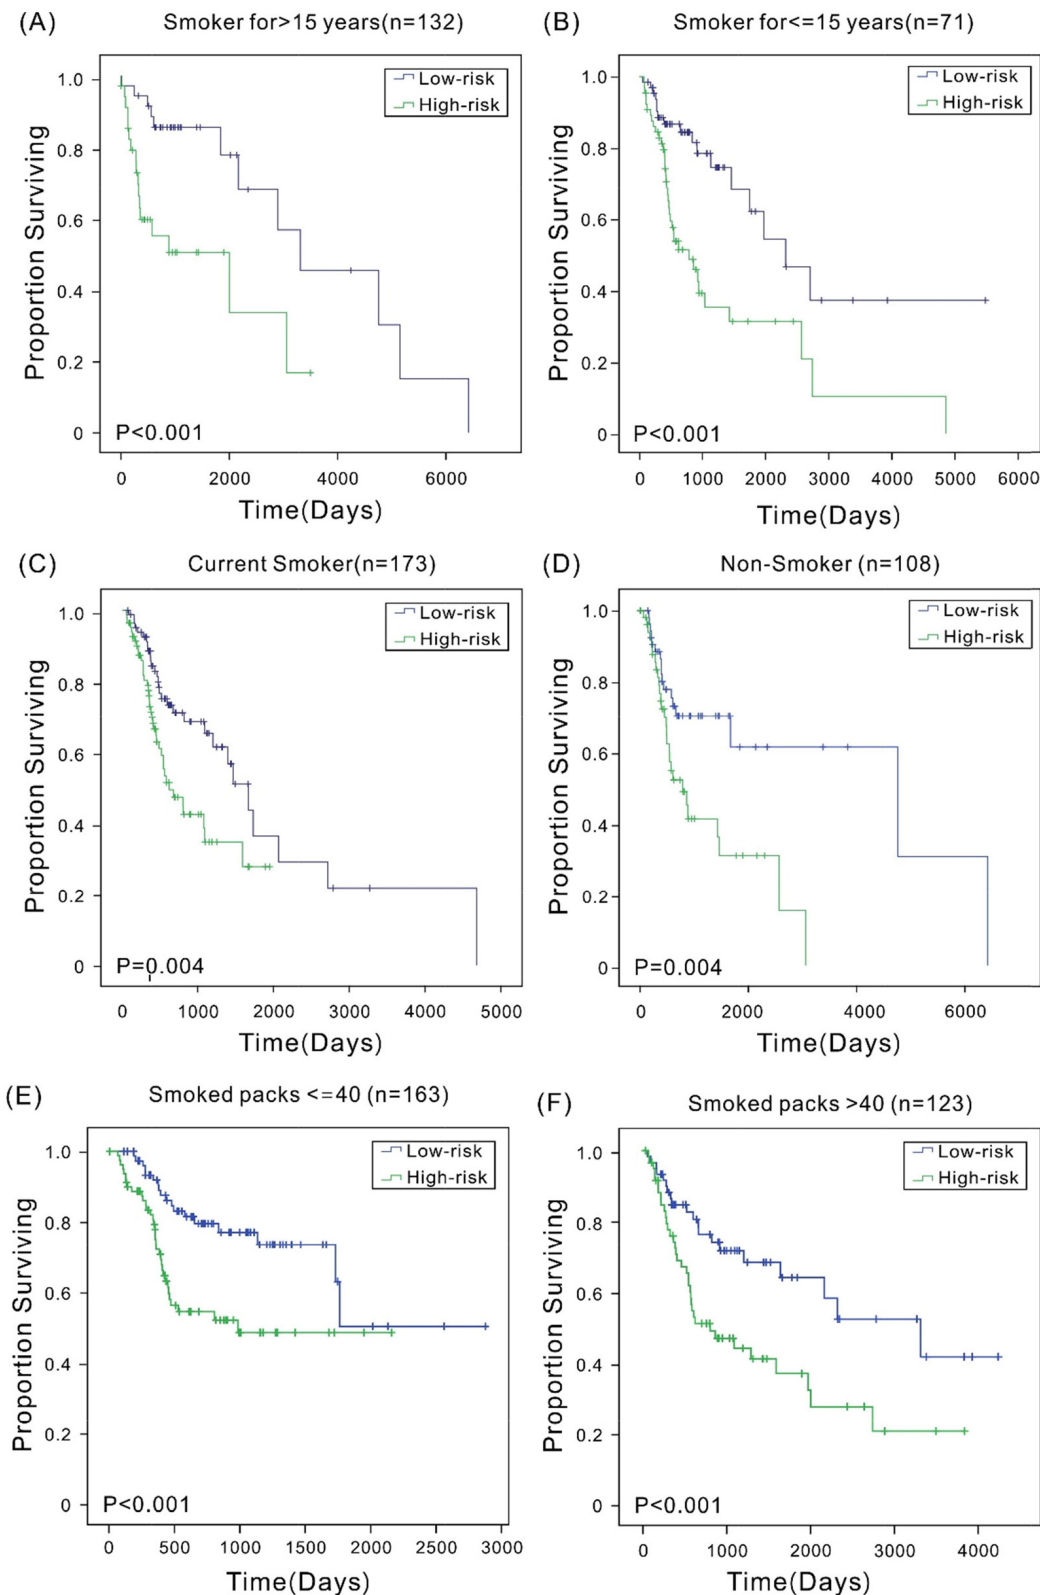 (A) Smoker for>15 years(n=132)
Low-risk
High-risk
Proportion Surviving
1.0
0.8
0.6
0.4
0.2
0
P<0.001
0 2000 4000 6000
Time(Days)
(B) Smoker for<=15 years(n=71)
Low-risk
High-risk
Proportion Surviving
1.0
0.8
0.6
0.4
0.2
0
P<0.001
0 1000 2000 3000 4000 5000 6000
Time(Days)
(C) Current Smoker(n=173)
Low-risk
High-risk
Proportion Surviving
1.0
0.8
0.6
0.4
0.2
0
P=0.004
0 1000 2000 3000 4000 5000
Time(Days)
(D) Non-Smoker (n=108)
Low-risk
High-risk
Proportion Surviving
1.0
0.8
0.6
0.4
0.2
0
P=0.004
0 2000 4000 6000
Time(Days)
(E) Smoked packs <=40 (n=163)
Low-risk
High-risk
Proportion Surviving
1.0
0.8
0.6
0.4
0.2
0
P<0.001
0 500 1000 1500 2000 2500 3000
Time(Days)
(F) Smoked packs >40 (n=123)
Low-risk
High-risk
Proportion Surviving
1.0
0.8
0.6
0.4
0.2
0
P<0.001
0 1000 2000 3000 4000
Time(Days)